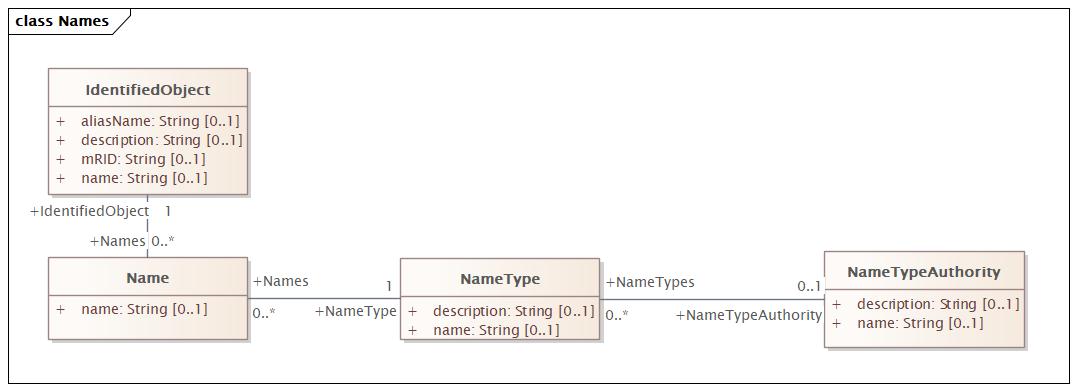 class Names
IdentifiedObject
+ aliasName: String [0..1]
+ description: String [0..1]
+ mRID: String [0..1]
+ name: String [0..1]
+IdentifiedObject 1
+Names 0..*
Name
+ name: String [0..1]
+Names
0..*
1
+NameType
NameType
+ description: String [0..1]
+ name: String [0..1]
+NameTypes
0..*
0..1
+NameTypeAuthority
NameTypeAuthority
+ description: String [0..1]
+ name: String [0..1]